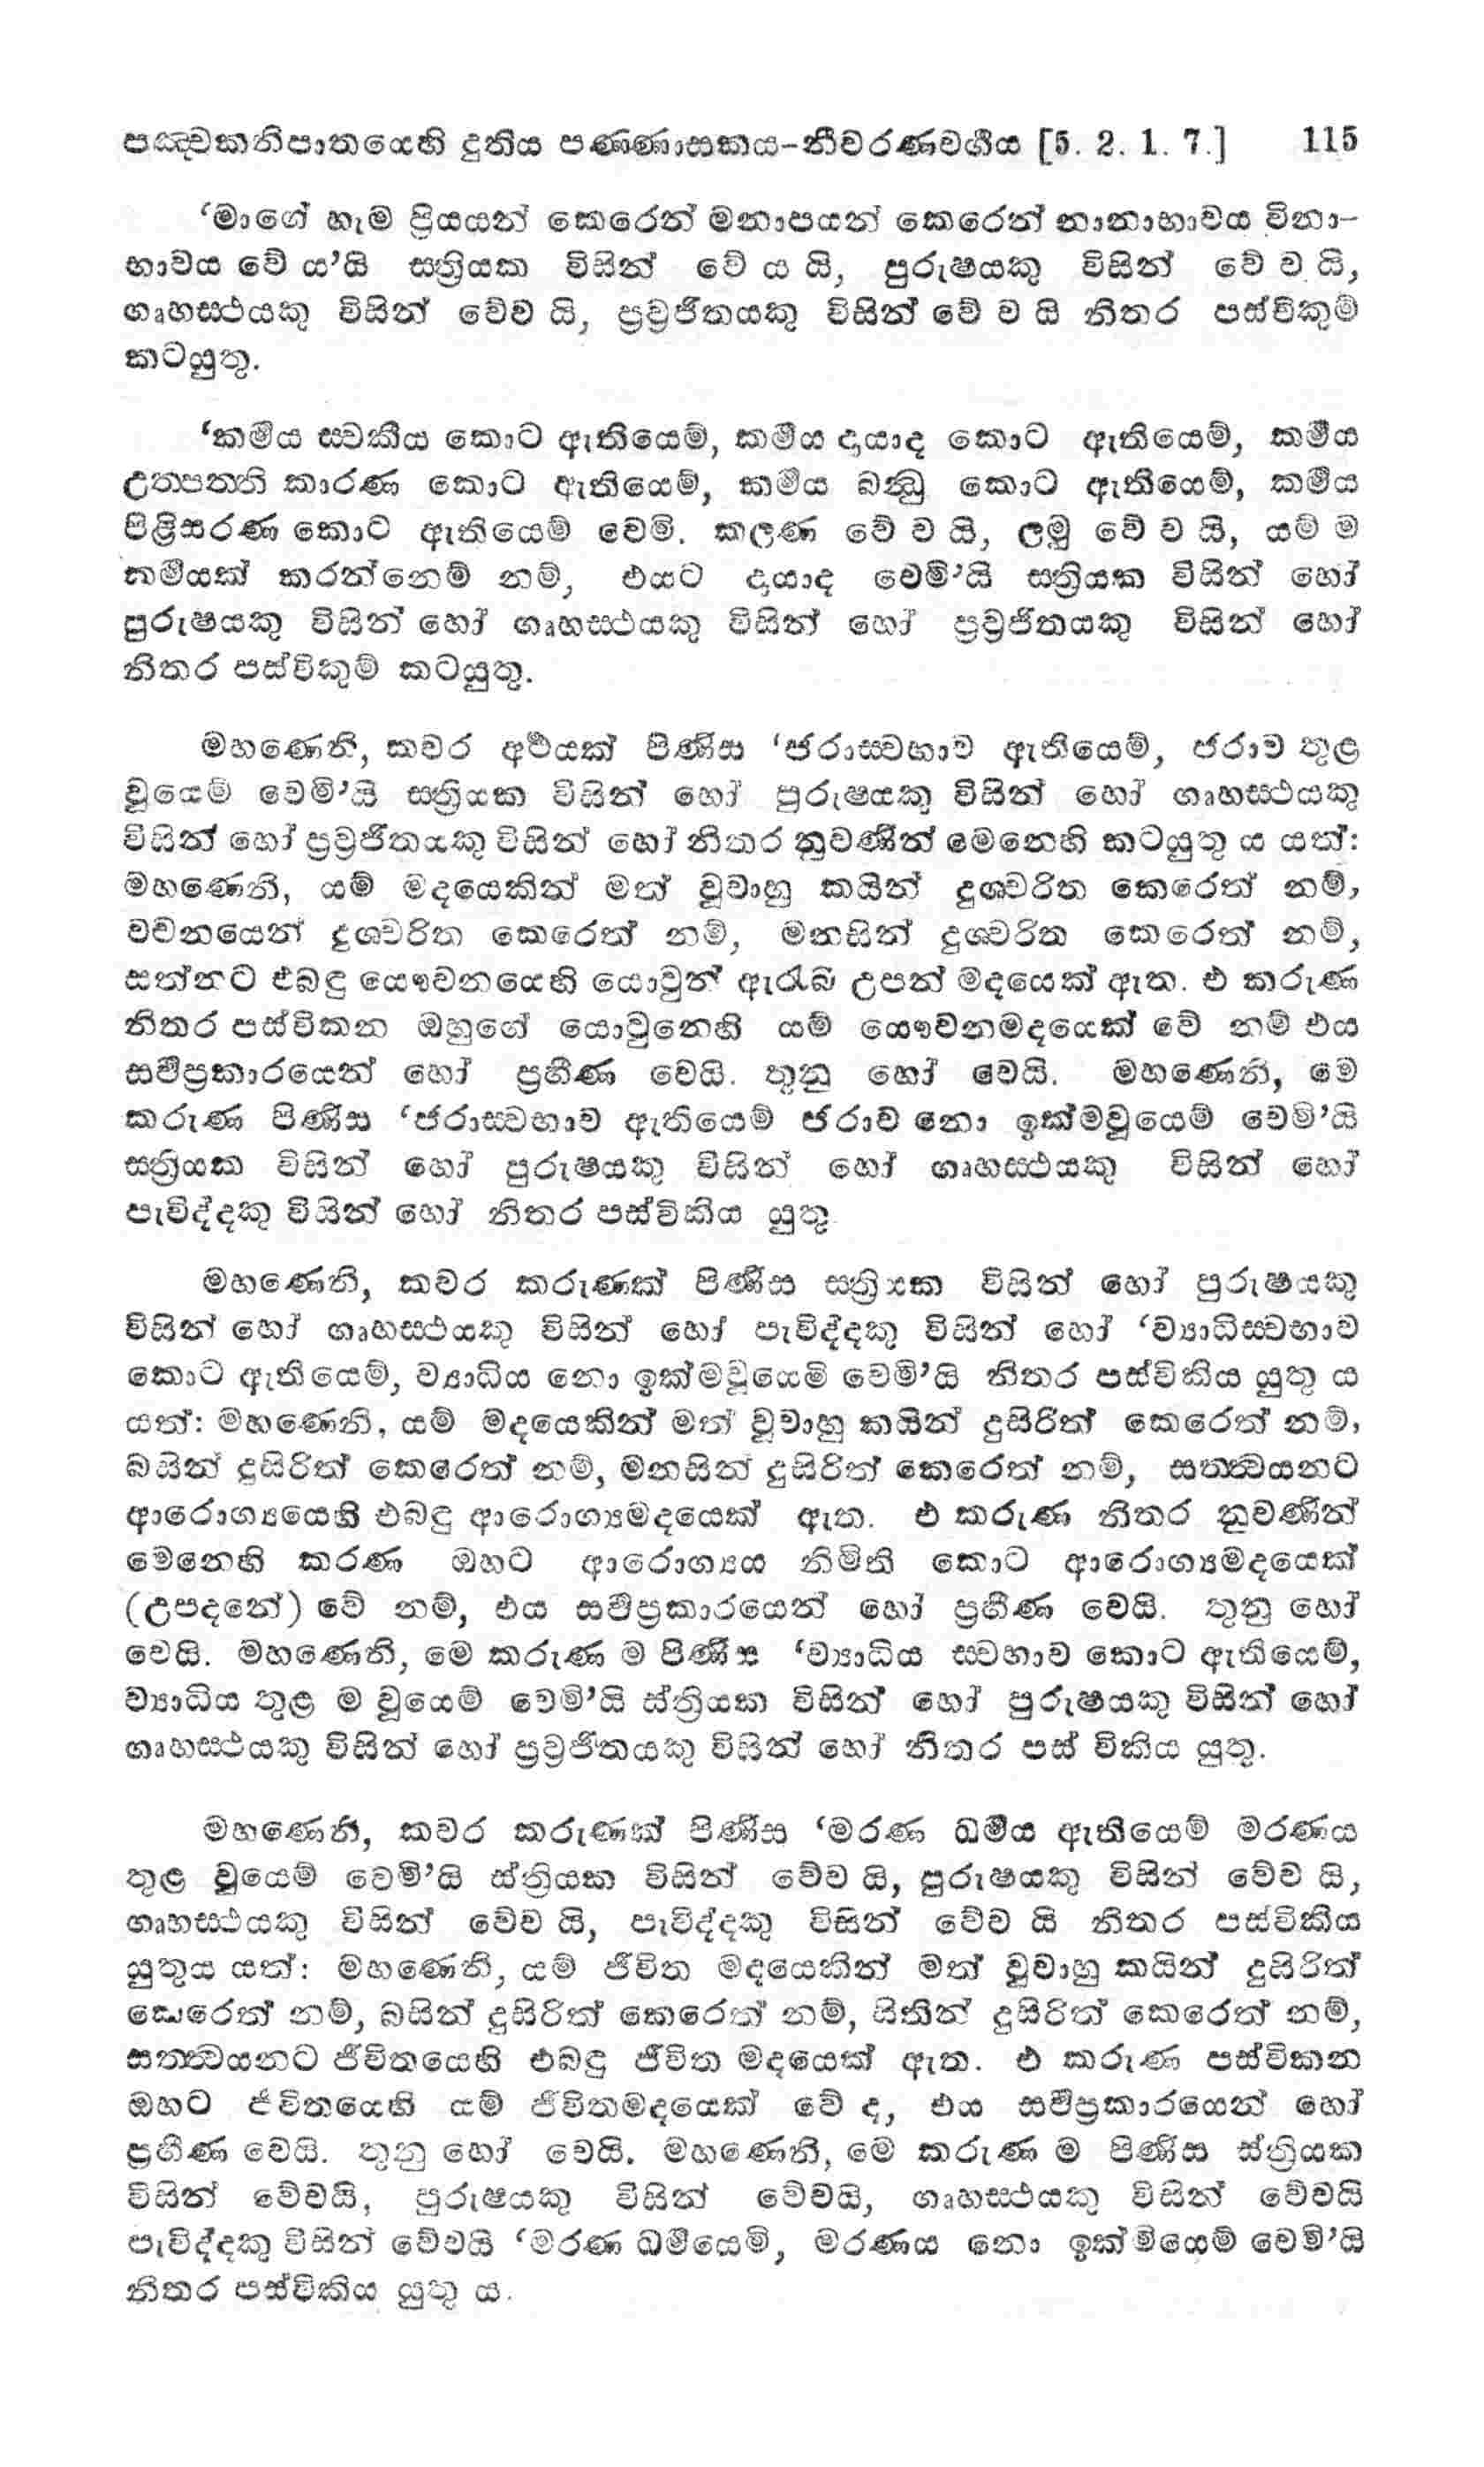 පඤ්චකනිපාතයෙහි දුතිය පණ්ණාසකය-නීවරණවර්‍ගය [5. 2. 1. 7.] 115
‘මාගේ හැම ප්‍රියයන් කෙරෙන් මනාපයන් කෙරෙන් නානාභාවය විනා-
භාවය වේ ය’යි ස්ත්‍රියක විසින් වේ ය යි, පුරුෂයකු විසින් වේ ව යි,
ගෘහස්ථයකු විසින් වේව යි, ප්‍රව්‍රජිතයකු විසින් වේ ව යි නිතර පස්විකුම්
කටයුතු.
‘කර්‍මය ස්වකීය කොට ඇතියෙමි, කර්‍මය දායාද කොට ඇතියෙමි, කර්‍මය
උත්පත්ති කාරණ කොට ඇතියෙම්, කර්‍මය බන්ධු කොට ඇතියෙම්, කර්‍මය
පිළිසරණ කොට ඇතියෙම් වෙමි. කලණ වේ ව යි, ලමු වේ ව යි, යම් ම
කර්‍මයක් කරන්නෙම් නම්, එයට දායාද වෙමි’යි ස්ත්‍රියක විසින් හෝ
පුරුෂයකු විසින් හෝ ගෘහස්ථයකු විසින් හෝ ප්‍රව්‍රජිතයකු විසින් හෝ
නිතර පස්විකුම් කටයුතු.
මහණෙනි, කවර අර්‍ථයක් පිණිස ‘ජරාස්වභාව ඇතියෙම්, ජරාව තුළ
වූයෙම් වෙමි’යි ස්ත්‍රියක විසින් හෝ පුරුෂයකු විසින් හෝ ගෘහස්ථයකු
විසින් හෝ ප්‍රව්‍රජිතයකු විසින් හෝ නිතර නුවණින් මෙනෙහි කටයුතු ය යත්:
මහණෙනි, යම් මදයෙකින් මත් වූවාහු කයින් දුශ්චරිත කෙරෙත් නම්,
වචනයෙන් දුශ්චරිත කෙරෙත් නම්, මනසින් දුශ්චරිත කෙරෙත් නම්,
සත්නට එබඳු යෞවනයෙහි යොවුන් ඇරැබි උපන් මදයෙක් ඇත. එ කරුණ
නිතර පස්විකන ඔහුගේ යොවුනෙහි යම් යෞවනමදයෙක් වේ නම් එය
සර්‍වප්‍රකාරයෙන් හෝ ප්‍රහීණ වෙයි. තුනු හෝ වෙයි. මහණෙනි, මේ
කරුණ පිණිස ‘ජරාස්වභාව ඇතියෙම් ජරාව නො ඉක්මවූයෙම් වෙමි’යි
ස්ත්‍රියක විසින් හෝ පුරුෂයකු විසින් හෝ ගෘහස්ථයකු විසින් හෝ
පැවිද්දකු විසින් හෝ නිතර පස්විකිය යුතු.
මහණෙනි, කවර කරුණක් පිණිස ස්ත්‍රියක විසින් හෝ පුරුෂයකු
විසින් හෝ ගෘහස්ථයකු විසින් හෝ පැවිද්දකු විසින් හෝ ‘ව්‍යාධිස්වභාව
කොට ඇතියෙම්, ව්‍යාධිය නො ඉක්මවූයෙමි වෙමි’යි නිතර පස්විකිය යුතු ය
යත්: මහණෙනි, යම් මදයෙකින් මත් වූවාහු කයින් දුසිරිත් කෙරෙත් නම්,
බසින් දුසිරිත් කෙරෙත් නම්, මනසින් දුසිරිත් කෙරෙත් නම්, සත්ත්වයනට
ආරොග්‍යයෙහි එබඳු ආරොග්‍යමදයෙක් ඇත. එ කරුණ නිතර නුවණින්
මෙනෙහි කරණ ඔහට ආරොග්‍යය නිමිති කොට ආරොග්‍යමදයෙක්
(උපදනේ) වේ නම්, එය සර්‍වප්‍රකාරයෙන් හෝ ප්‍රහීණ වෙයි. තුනු හෝ
වෙයි. මහණෙනි, මෙ කරුණ ම පිණිස ‘ව්‍යාධිය ස්වභාව කොට ඇතියෙම්,
ව්‍යාධිය තුළ ම වූයෙම් වෙමි’යි ස්ත්‍රියක විසින් හෝ පුරුෂයකු විසින් හෝ
ගෘහස්ථයකු විසින් හෝ ප්‍රව්‍රජිතයකු විසින් හෝ නිතර පස් විකිය යුතු.
මහණෙනි, කවර කරුණක් පිණිස ‘මරණ ධර්‍මය ඇතියෙම් මරණය
තුළ වූයෙම් වෙමි’යි ස්ත්‍රියක විසින් වේව යි, පුරුෂයකු විසින් වේව යි,
ගෘහස්ථයකු විසින් වේව යි, පැවිද්දකු විසින් වේව යි නිතර පස්විකිය
යුතුය යත්: මහණෙනි, යම් ජීවිත මදයෙකින් මත් වූවාහු කයින් දුසිරිත්
කෙරෙත් නම්, බසින් දුසිරිත් කෙරෙත් නම්, සිතින් දුසිරිත් කෙරෙත් නම්,
සත්ත්වයනට ජීවිතයෙහි එබඳු ජීවිත මදයෙක් ඇත. එ කරුණ පස්විකන
ඔහට ජීවිතයෙහි යම් ජීවිතමදයෙක් වේ ද, එය සර්‍වප්‍රකාරයෙන් හෝ
ප්‍රහීණ වෙයි. තුනු හෝ වෙයි. මහණෙනි, මෙ කරුණ ම පිණිස ස්ත්‍රියක
විසින් වේවයි, පුරුෂයකු විසින් වේවයි, ගෘහස්ථයකු විසින් වේවයි
පැවිද්දකු විසින් වේවයි ‘මරණ ධර්‍මයෙමි, මරණය නො ඉක්මියෙම් වෙමි’යි
නිතර පස්විකිය යුතු ය.